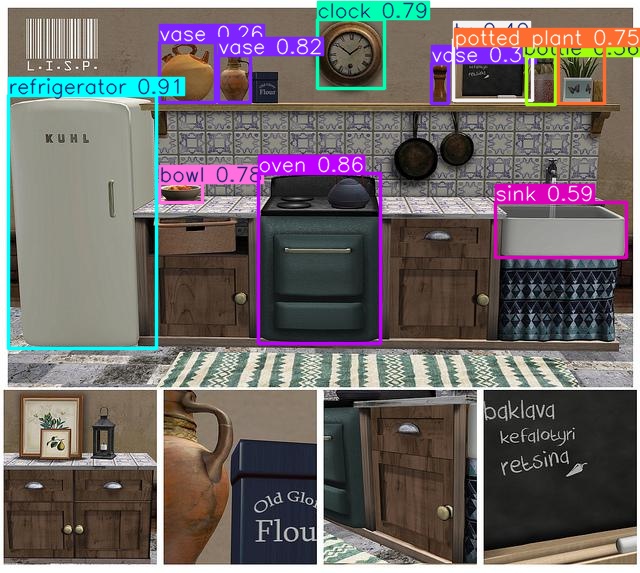 L.I.S.P.
clock 0.79
vase 0.26
vase 0.82
potted plant 0.75
vase 0.3
refrigerator 0.91
KUHL
Flour
bowl 0.78
oven 0.86
sink 0.59
Old Glo
Flou
baklava
kefalotyri
retsina